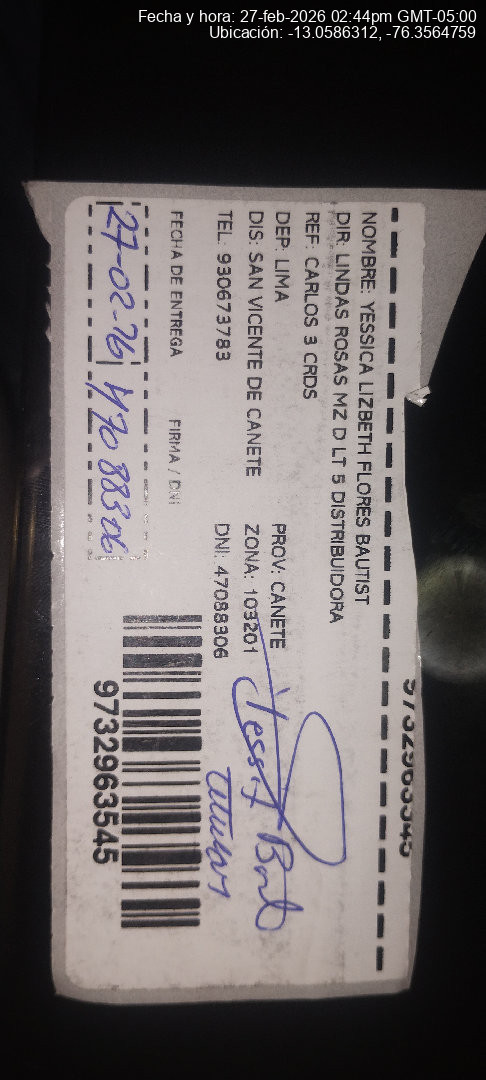 Fecha y hora: 27-feb-2026 02:44pm GMT-05:00
Ubicación: -13.0586312, -76.3564759
9732963545
NOMBRE: YESSICA LIZBETH FLORES BAUTIST
DIR: LINDAS ROSAS MZ D LT 5 DISTRIBUIDORA
REF: CARLOS 3 CRDS
DEP: LIMA PROV: CANETE
DIS: SAN VICENTE DE CANETE ZONA: 103201
TEL: 930673783 DNI: 47088306
FECHA DE ENTREGA FIRMA / DNI
27-02-26 47088306
9732963545